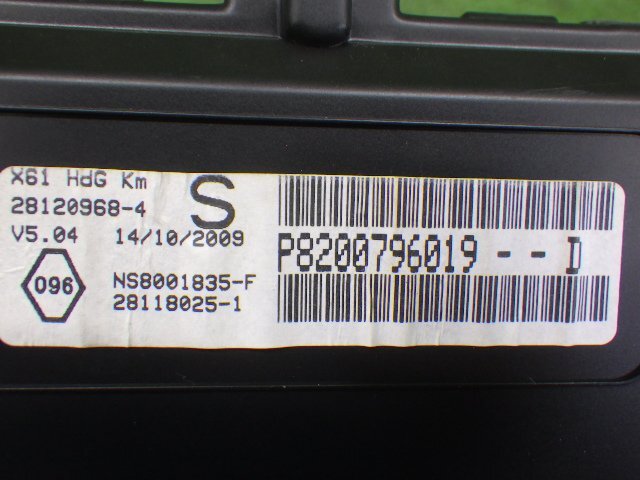 X61 HdG Km
S
28120968-4
V5.04 14/10/2009
P8200796019 - - D
096
NS8001835-F
28118025-1